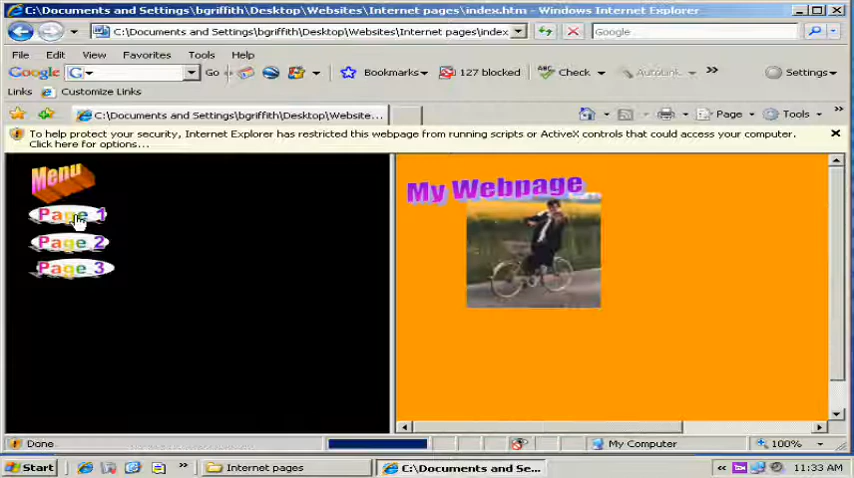 C:\Documents and Settings\bgriffith\Desktop\Websites\Internet pages\index.htm - Windows Internet Explorer
C:\Documents and Settings\bgriffith\Desktop\Websites\Internet pages\index
Google
File Edit View Favorites Tools Help
Google G Go Bookmarks 127 blocked Check AutoLink Settings
Links Customize Links
C:\Documents and Settings\bgriffith\Desktop\Website... Page Tools
To help protect your security, Internet Explorer has restricted this webpage from running scripts or ActiveX controls that could access your computer.
Click here for options...
Menu
Page 1
Page 2
Page 3
My Webpage
Done My Computer 100%
Start Internet pages C:\Documents and Se... 11:33 AM